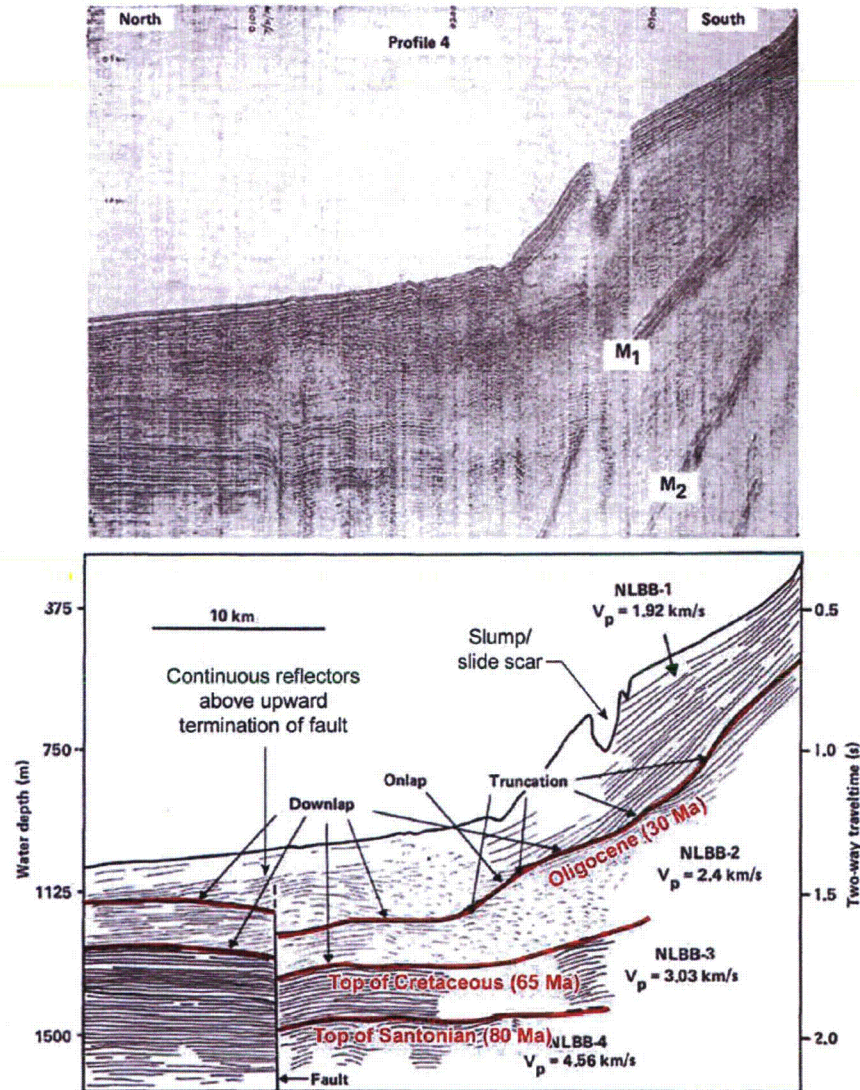 North
0100
0200
0300
South
Profile 4
M1
M2
375
750
1125
1500
Water depth (m)
10 km
Continuous reflectors
above upward
termination of fault
Slump/
slide scar
NLBB-1
Vp = 1.92 km/s
0.5
1.0
1.5
2.0
Two-way traveltime (s)
Onlap
Truncation
Downlap
Oligocene (30 Ma)
NLBB-2
Vp = 2.4 km/s
NLBB-3
Vp = 3.03 km/s
Top of Cretaceous (65 Ma)
Top of Santonian (80 Ma)
NLBB-4
Vp = 4.56 km/s
Fault